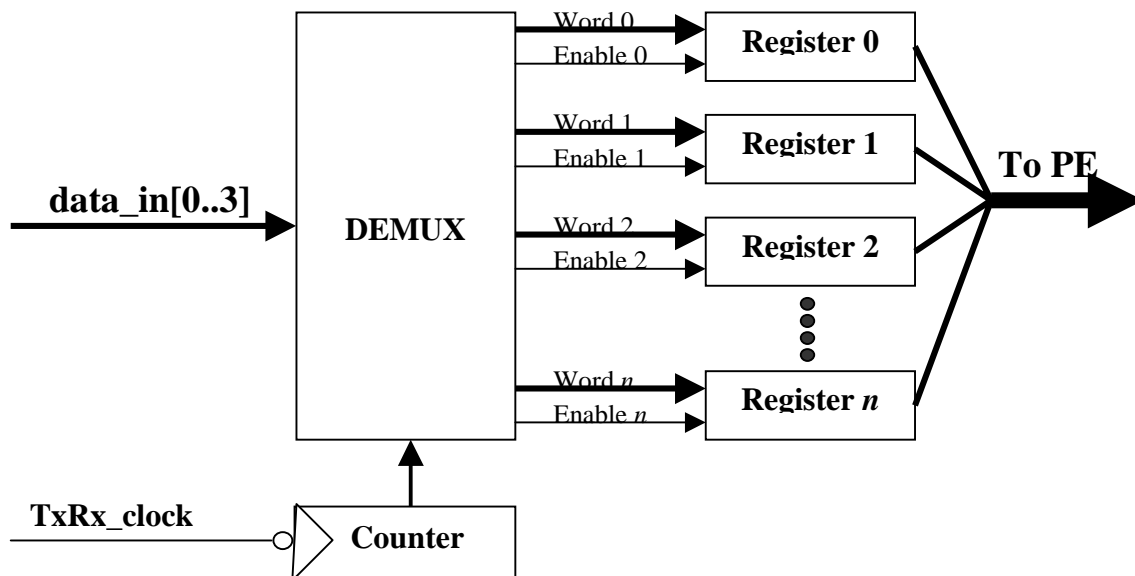 Word 0
Enable 0
Register 0
Word 1
Enable 1
Register 1
To PE
data_in[0..3]
DEMUX
Word 2
Enable 2
Register 2
Word n
Enable n
Register n
TxRx_clock
Counter